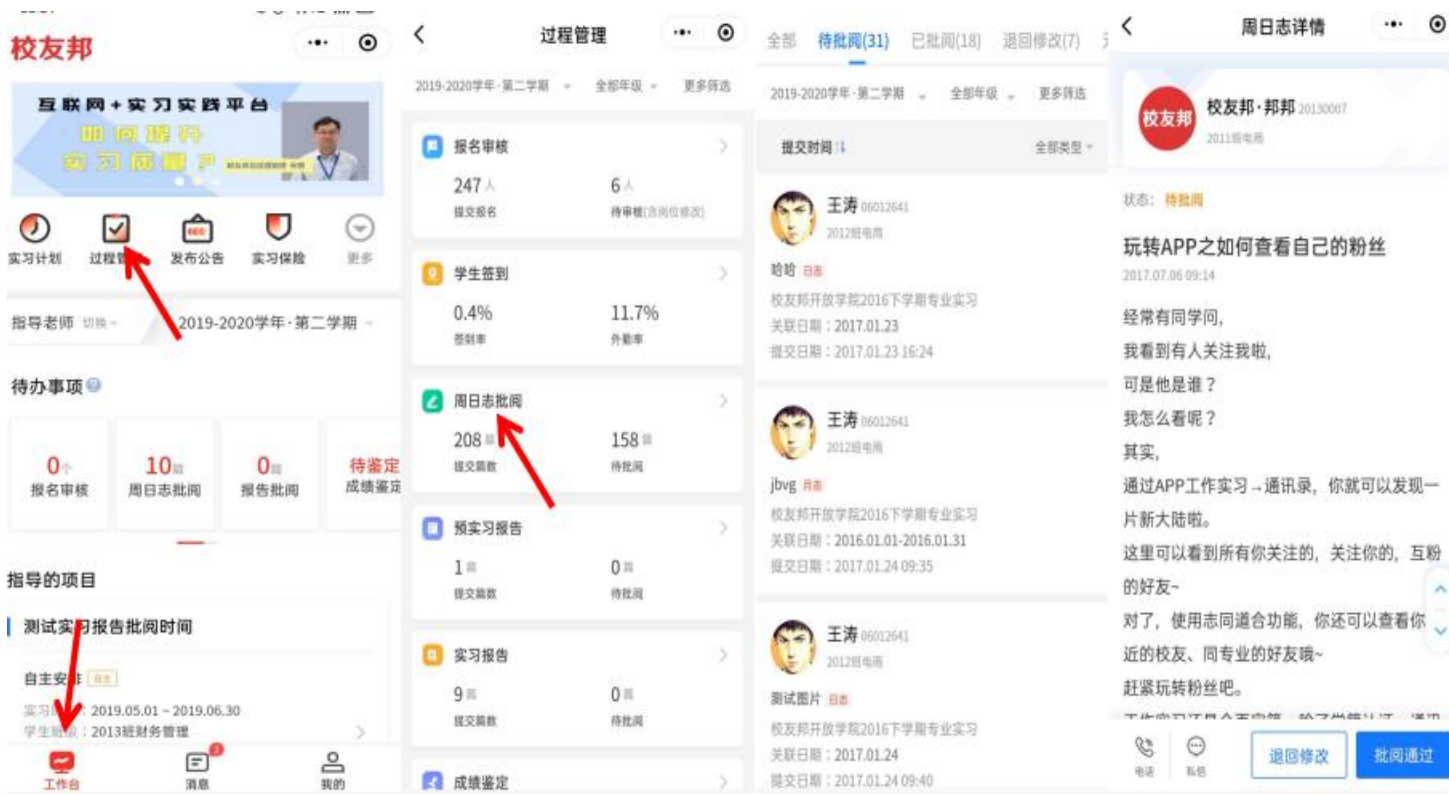 校友邦
互联网+实习实践平台
如何提升
实习质量?
实习计划
过程管理
发布公告
实习保险
更多
指导老师 切换
2019-2020学年·第二学期
待办事项
0个
报名审核
10篇
周日志批阅
0篇
报告批阅
待鉴定
成绩鉴定
指导的项目
测试实习报告批阅时间
自主安排 自主
2019.05.01 ~ 2019.06.30
学生班级:2013班财务管理
工作台
2
消息
我的
过程管理
2019-2020学年·第二学期
全部年级
更多筛选
报名审核
247人
6人
提交报名
待审核(含岗位修改)
学生签到
0.4%
11.7%
签到率
外勤率
周日志批阅
208篇
158篇
提交篇数
待批阅
预实习报告
1篇
0篇
提交篇数
待批阅
实习报告
9篇
0篇
提交篇数
待批阅
成绩鉴定
全部
待批阅(31)
已批阅(18)
退回修改(7)
2019-2020学年·第二学期
全部年级
更多筛选
提交时间
全部类型
王涛 06012641
2012班电商
哈哈 日志
校友邦开放学院2016下学期专业实习
关联日期:2017.01.23
提交日期:2017.01.23 16:24
王涛 06012641
2012班电商
jbvg 月志
校友邦开放学院2016下学期专业实习
关联日期:2016.01.01-2016.01.31
提交日期:2017.01.24 09:35
王涛 06012641
2012班电商
测试图片 日志
校友邦开放学院2016下学期专业实习
关联日期:2017.01.24
提交日期:2017.01.24 09:40
周日志详情
校友邦
校友邦·邦邦 20130007
2011班电商
状态: 待批阅
玩转APP之如何查看自己的粉丝
2017.07.06 09:14
经常有同学问,
我看到有人关注我啦,
可是他是谁?
我怎么看呢?
其实,
通过APP工作实习→通讯录,你就可以发现一
片新大陆啦。
这里可以看到所有你关注的,关注你的,互粉
的好友~
对了,使用志同道合功能,你还可以查看你
近的校友、同专业的好友哦~
赶紧玩转粉丝吧。
电话
私信
退回修改
批阅通过